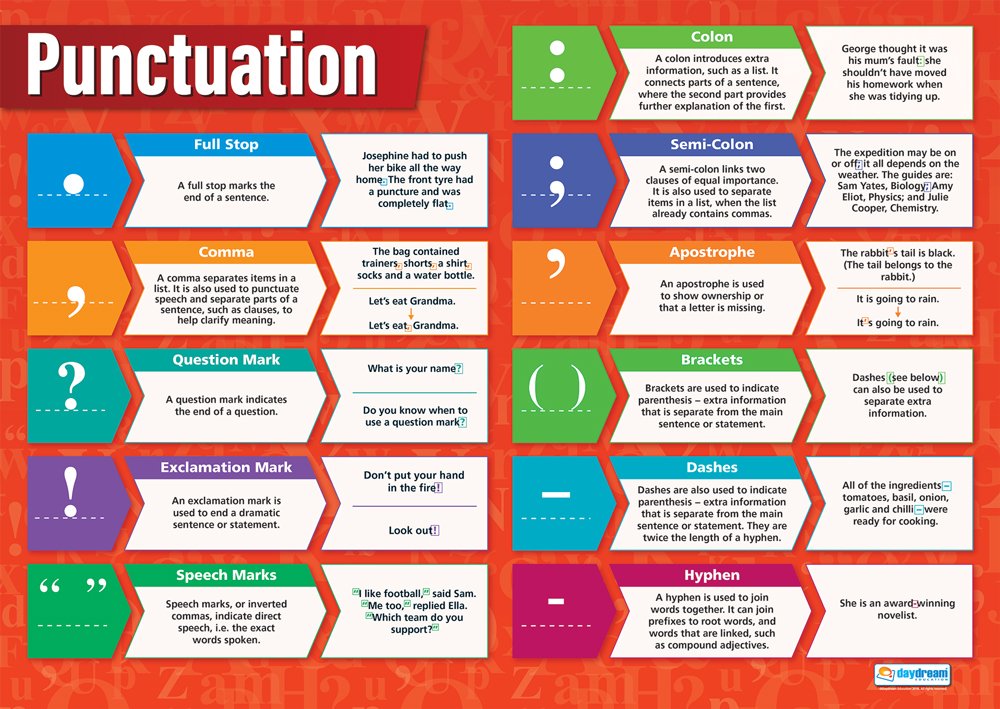 Punctuation
Full Stop
A full stop marks the
end of a sentence.
Josephine had to push
her bike all the way
home. The front tyre had
a puncture and was
completely flat.
,
Comma
A comma separates items in a
list. It is also used to punctuate
speech and separate parts of a
sentence, such as clauses, to
help clarify meaning.
The bag contained
trainers, shorts, a shirt,
socks and a water bottle.
Let's eat Grandma.
Let's eat, Grandma.
?
Question Mark
A question mark indicates
the end of a question.
What is your name?
Do you know when to
use a question mark?
!
Exclamation Mark
An exclamation mark is
used to end a dramatic
sentence or statement.
Don't put your hand
in the fire!
Look out!
“ ”
Speech Marks
Speech marks, or inverted
commas, indicate direct
speech, i.e. the exact
words spoken.
“I like football,” said Sam.
“Me too,” replied Ella.
“Which team do you
support?”
:
Colon
A colon introduces extra
information, such as a list. It
connects parts of a sentence,
where the second part provides
further explanation of the first.
George thought it was
his mum's fault: she
shouldn't have moved
his homework when
she was tidying up.
;
Semi-Colon
A semi-colon links two
clauses of equal importance.
It is also used to separate
items in a list, when the list
already contains commas.
The expedition may be on
or off; it all depends on the
weather. The guides are:
Sam Yates, Biology; Amy
Eliot, Physics; and Julie
Cooper, Chemistry.
’
Apostrophe
An apostrophe is used
to show ownership or
that a letter is missing.
The rabbit's tail is black.
(The tail belongs to the
rabbit.)
It is going to rain.
It's going to rain.
( )
Brackets
Brackets are used to indicate
parenthesis – extra information
that is separate from the main
sentence or statement.
Dashes (see below)
can also be used to
separate extra
information.
–
Dashes
Dashes are also used to indicate
parenthesis – extra information
that is separate from the main
sentence or statement. They are
twice the length of a hyphen.
All of the ingredients –
tomatoes, basil, onion,
garlic and chilli – were
ready for cooking.
-
Hyphen
A hyphen is used to join
words together. It can join
prefixes to root words, and
words that are linked, such
as compound adjectives.
She is an award-winning
novelist.
daydream
EDUCATION